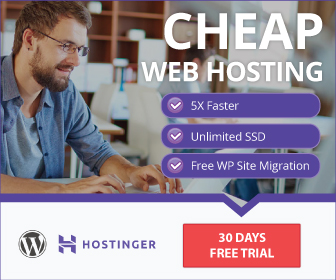 CHEAP
WEB HOSTING
5X Faster
Unlimited SSD
Free WP Site Migration
HOSTINGER
30 DAYS
FREE TRIAL